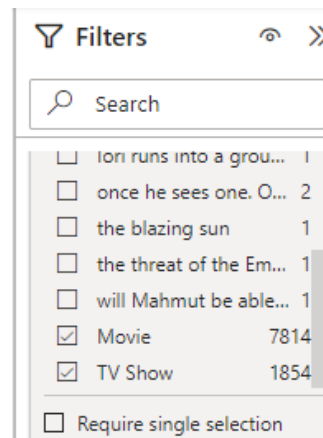 Filters
Search
lori runs into a grou... 1
once he sees one. O... 2
the blazing sun 1
the threat of the Em... 1
will Mahmut be able... 1
Movie 7814
TV Show 1854
Require single selection